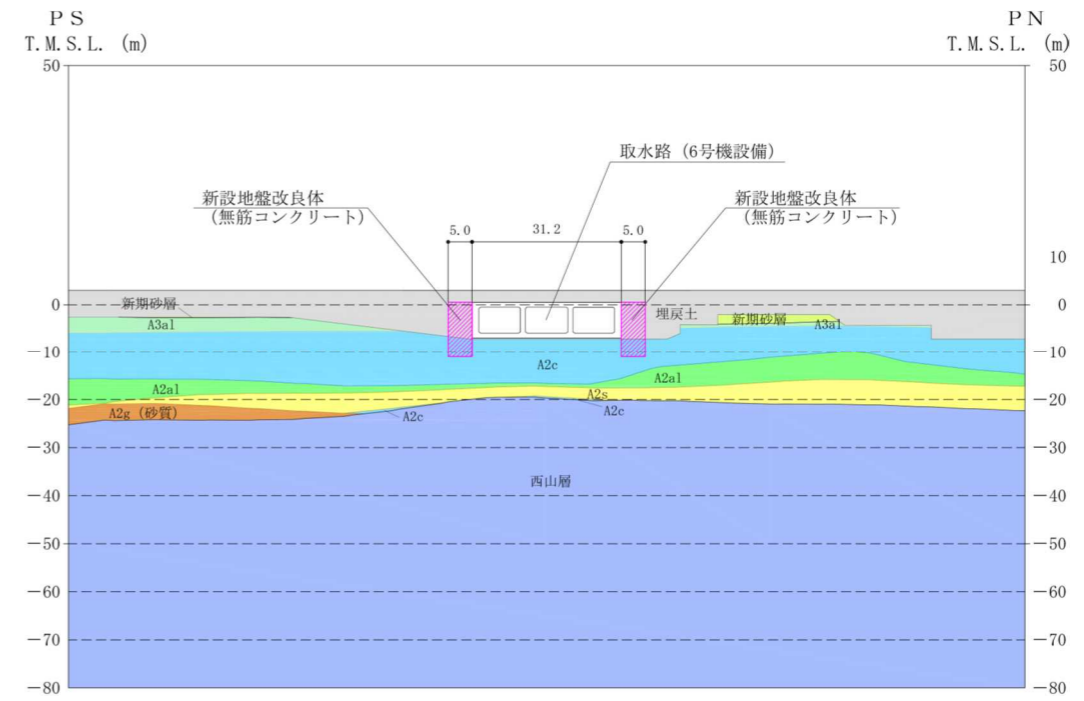 PS
PN
T.M.S.L. (m)
T.M.S.L. (m)
50
50
取水路（6号機設備）
新設地盤改良体
（無筋コンクリート）
新設地盤改良体
（無筋コンクリート）
5.0
31.2
5.0
10
0
新期砂層
埋戻土
新期砂層
0
A3al
A3al
-10
-10
A2c
A2al
A2al
A2s
-20
A2g（砂質）
A2c
A2c
-20
-30
-30
西山層
-40
-40
-50
-50
-60
-60
-70
-70
-80
-80